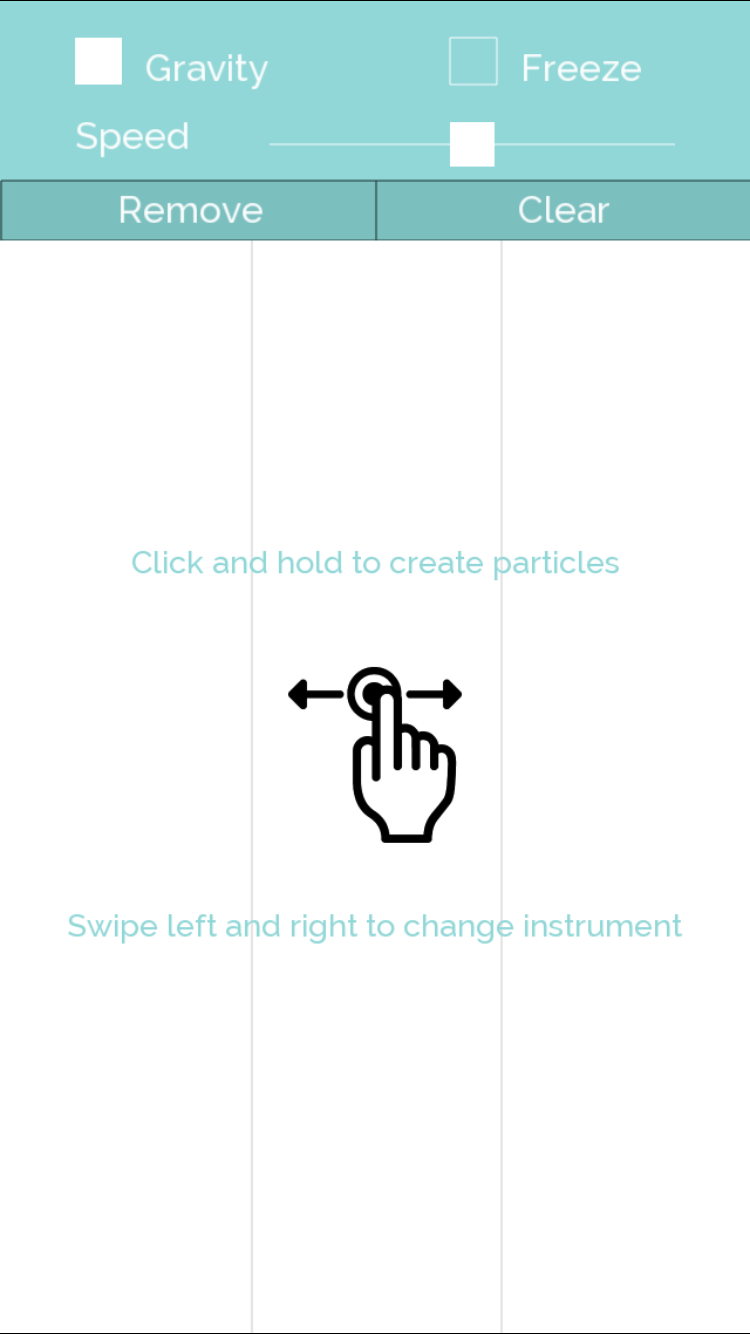 Gravity Freeze
Speed
Remove Clear
Click and hold to create particles
Swipe left and right to change instrument